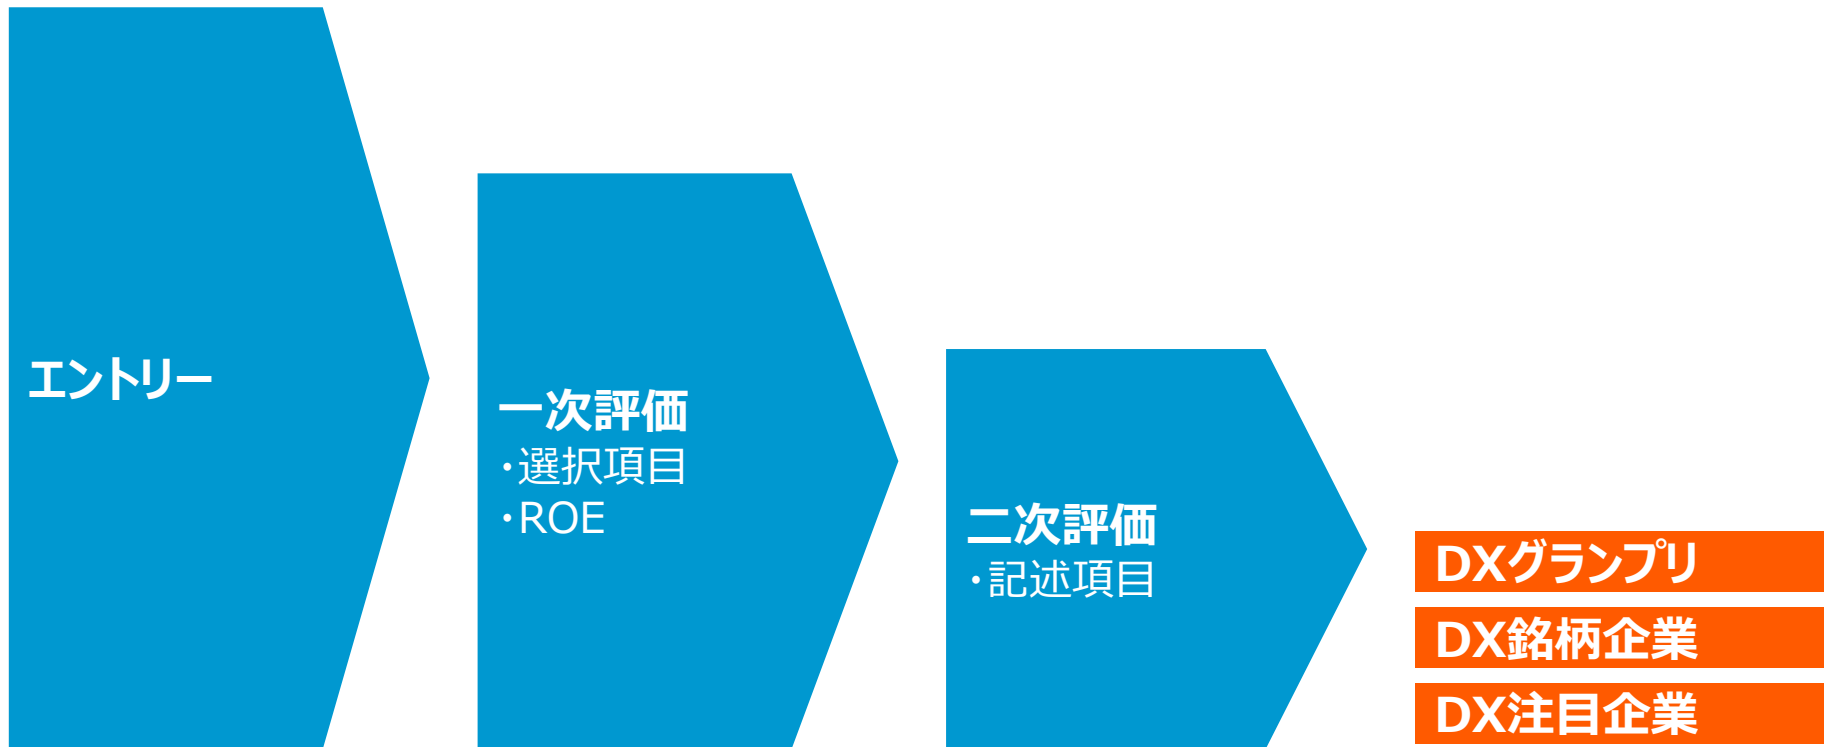 エントリー
一次評価
・選択項目
・ROE
二次評価
・記述項目
DXグランプリ
DX銘柄企業
DX注目企業